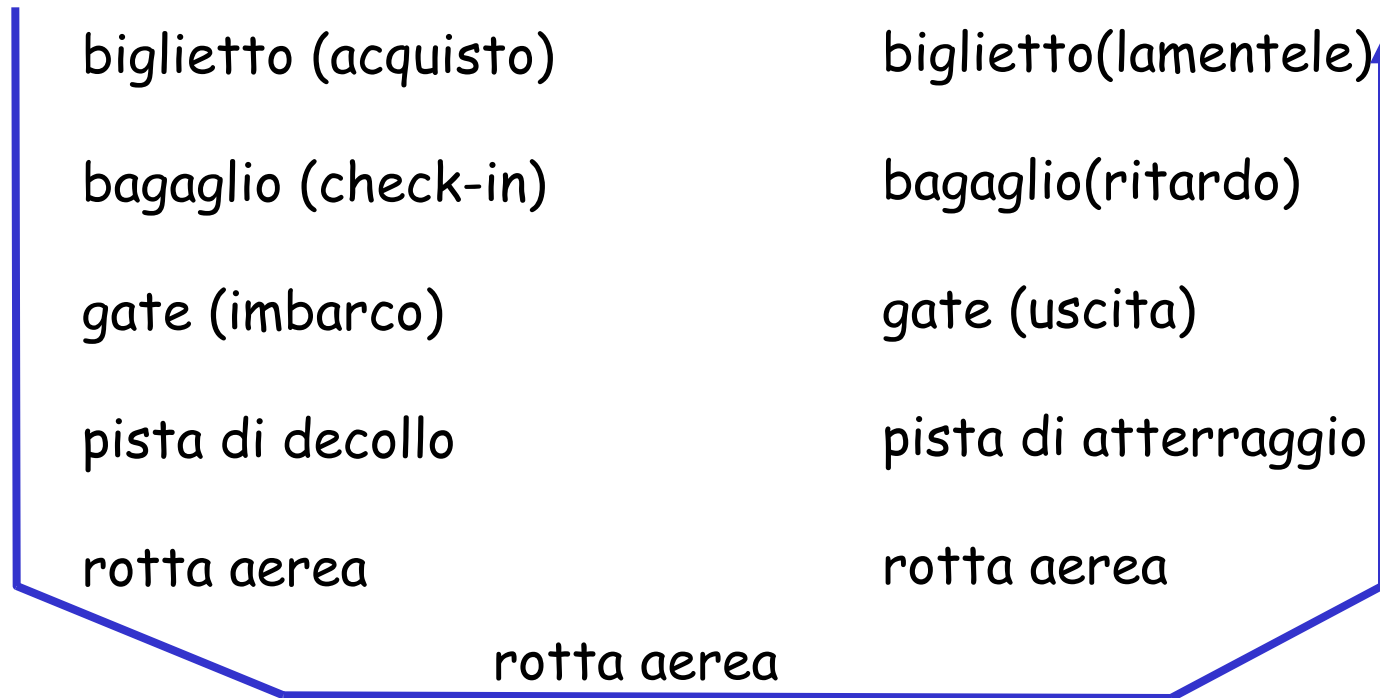 biglietto (acquisto)
bagaglio (check-in)
gate (imbarco)
pista di decollo
rotta aerea
biglietto(lamentele)
bagaglio(ritardo)
gate (uscita)
pista di atterraggio
rotta aerea
rotta aerea